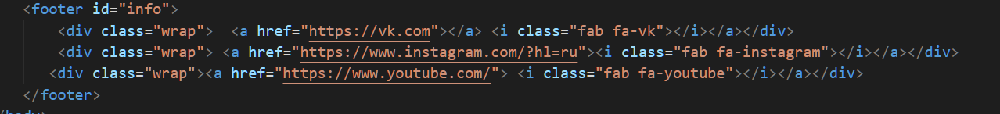 <footer id="info">
<div class="wrap">  <a href="https://vk.com"></a> <i class="fab fa-vk"></i></a></div>
<div class="wrap"> <a href="https://www.instagram.com/?hl=ru"><i class="fab fa-instagram"></i></a></div>
<div class="wrap"><a href="https://www.youtube.com/"> <i class="fab fa-youtube"></i></a></div>
</footer>